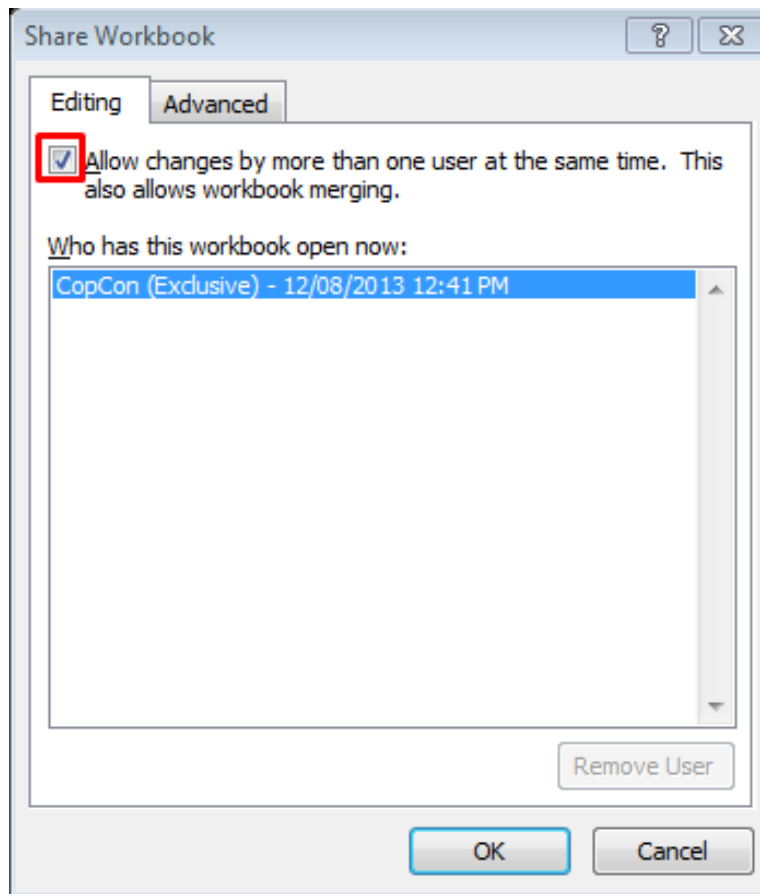 Share Workbook
Editing
Advanced
Allow changes by more than one user at the same time. This
also allows workbook merging.
Who has this workbook open now:
CopCon (Exclusive) - 12/08/2013 12:41 PM
Remove User
OK
Cancel